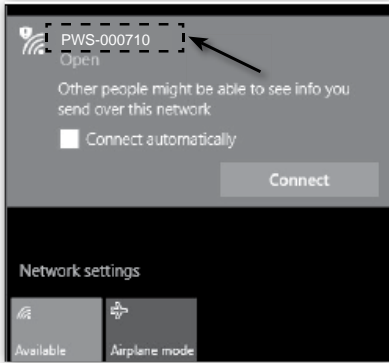 PWS-000710
Open
Other people might be able to see info you
send over this network
Connect automatically
Connect
Network settings
Available
Airplane mode